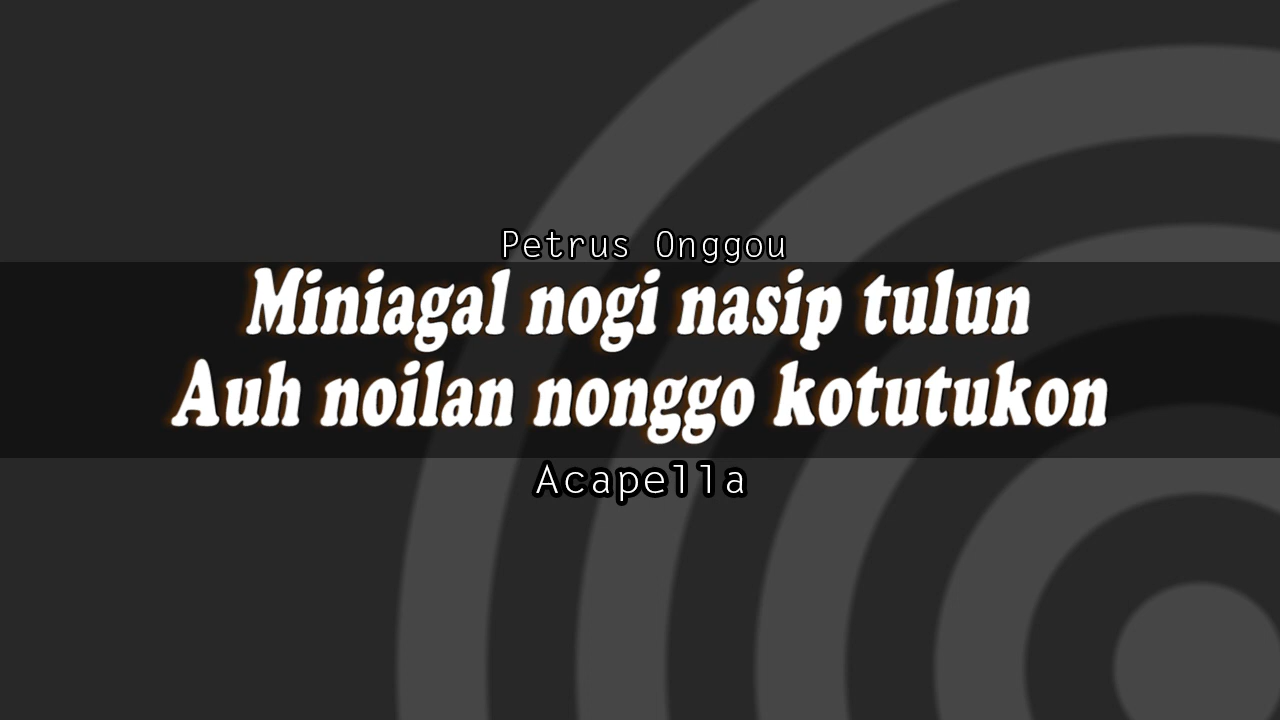 Petrus Onggou
Miniagal nogi nasip tulun
Auh noilan nonggo kotutukon
Acapella